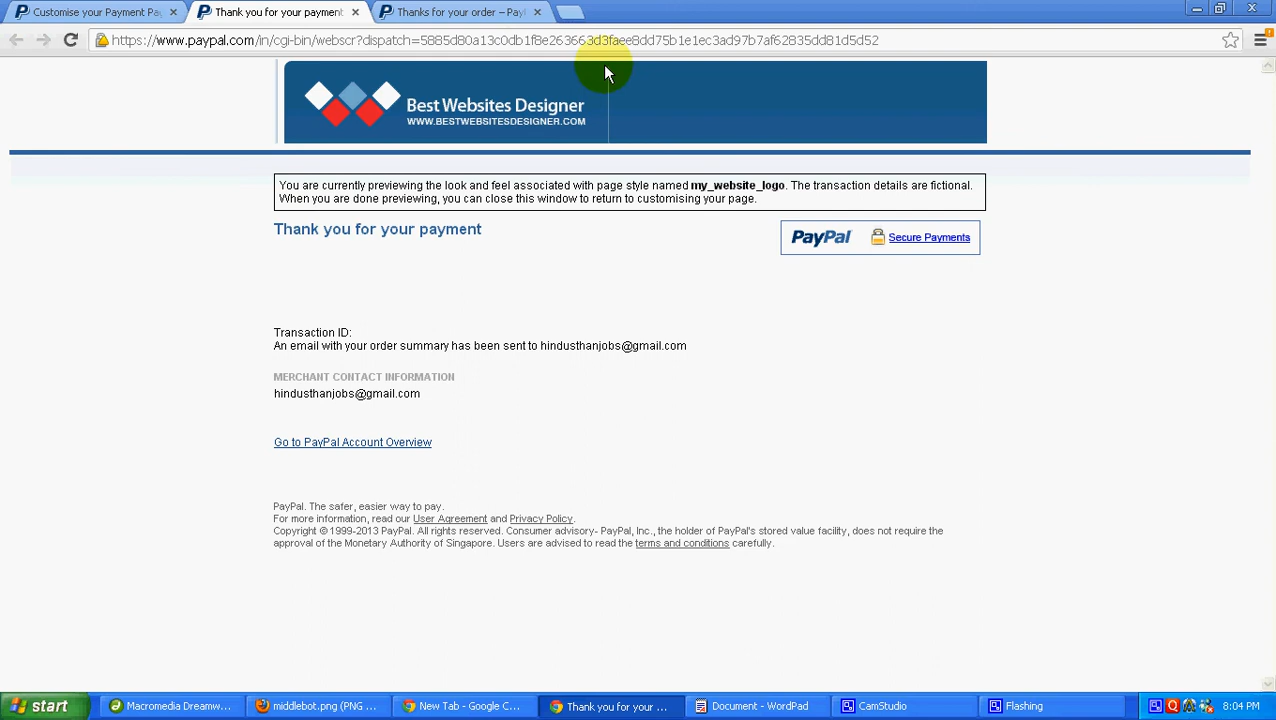 Customise your Payment Pa
Thank you for your payment
Thanks for your order – PayP
https://www.paypal.com/in/cgi-bin/webscr?dispatch=5885d80a13c0db1f8e263663d3faee8dd75b1e1ec3ad97b7af62835dd81d5d52
Best Websites Designer
WWW.BESTWEBSITESDESIGNER.COM
You are currently previewing the look and feel associated with page style named my_website_logo. The transaction details are fictional.
When you are done previewing, you can close this window to return to customising your page.
Thank you for your payment
PayPal Secure Payments
Transaction ID:
An email with your order summary has been sent to hindusthanjobs@gmail.com
MERCHANT CONTACT INFORMATION
hindusthanjobs@gmail.com
Go to PayPal Account Overview
PayPal. The safer, easier way to pay.
For more information, read our User Agreement and Privacy Policy.
Copyright © 1999-2013 PayPal. All rights reserved. Consumer advisory- PayPal, Inc., the holder of PayPal's stored value facility, does not require the
approval of the Monetary Authority of Singapore. Users are advised to read the terms and conditions carefully.
start
Macromedia Dreamw...
middlebot.png (PNG ...
New Tab - Google C...
Thank you for your ...
Document - WordPad
CamStudio
Flashing
8:04 PM